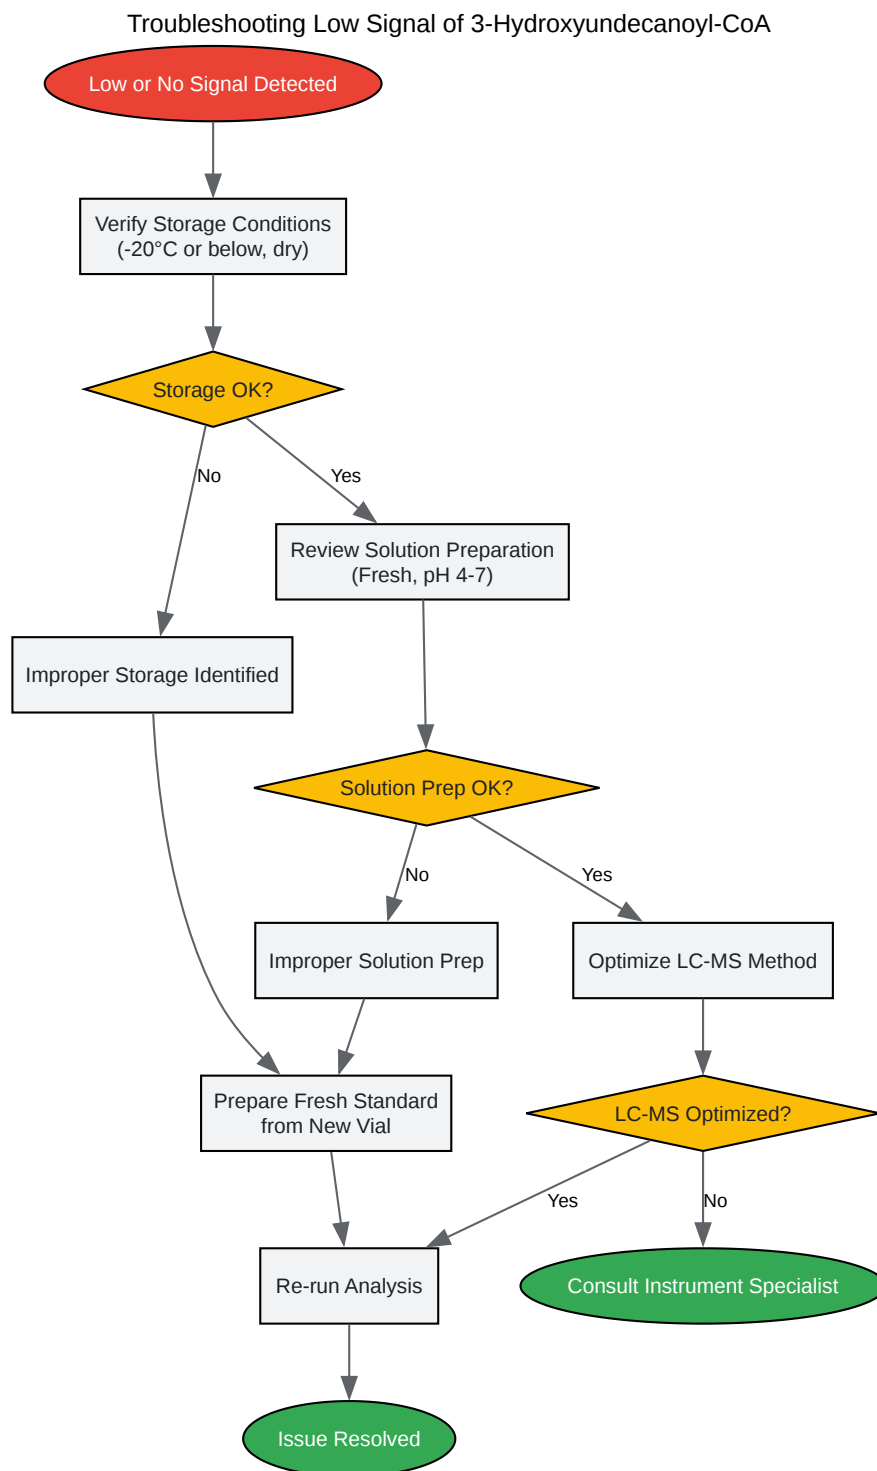 Troubleshooting Low Signal of 3-Hydroxyundecanoyl-CoA
Low or No Signal Detected
Verify Storage Conditions
(-20°C or below, dry)
Storage OK?
No
Yes
Review Solution Preparation
(Fresh, pH 4-7)
Improper Storage Identified
Solution Prep OK?
No
Yes
Improper Solution Prep
Optimize LC-MS Method
Prepare Fresh Standard
from New Vial
LC-MS Optimized?
Yes
No
Re-run Analysis
Consult Instrument Specialist
Issue Resolved